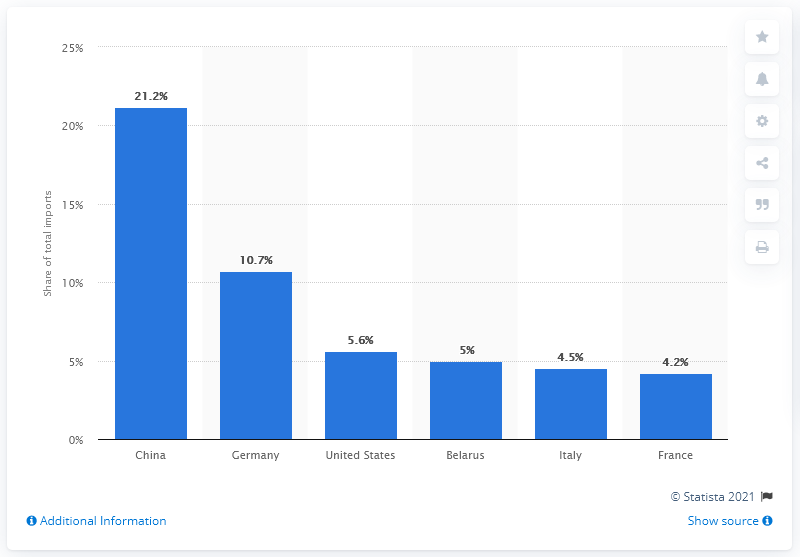 25%
20%
15%
10%
5%
0%
Share of total imports
21.2%
10.7%
5.6%
5%
4.5%
4.2%
China
Germany
United States
Belarus
Italy
France
© Statista 2021
Additional Information
Show source